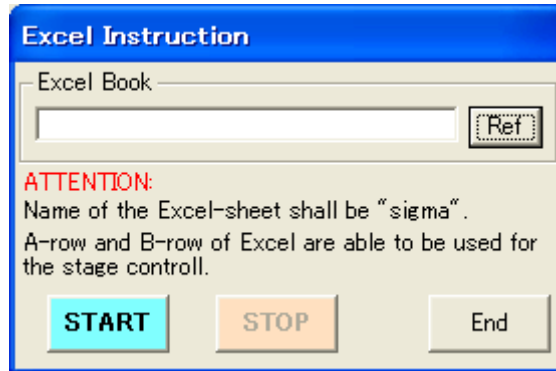 Excel Instruction
Excel Book
Ref
ATTENTION:
Name of the Excel-sheet shall be "sigma".
A-row and B-row of Excel are able to be used for
the stage controll.
START STOP End